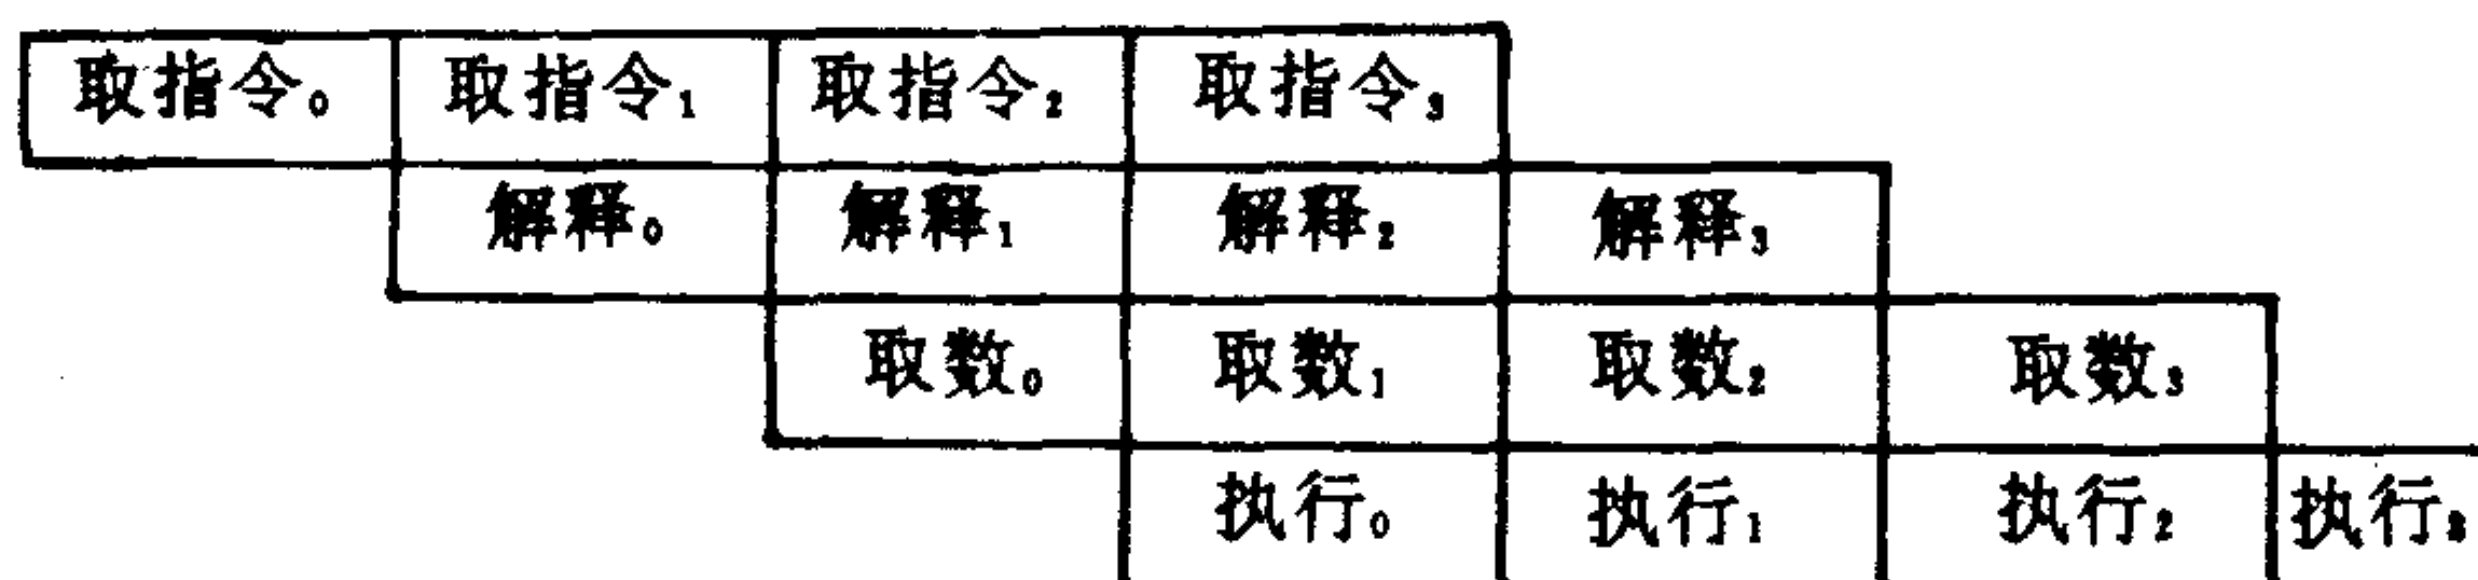 取指令₀ 取指令₁ 取指令₂ 取指令₃
解释₀ 解释₁ 解释₂ 解释₃
取数₀ 取数₁ 取数₂ 取数₃
执行₀ 执行₁ 执行₂ 执行₃